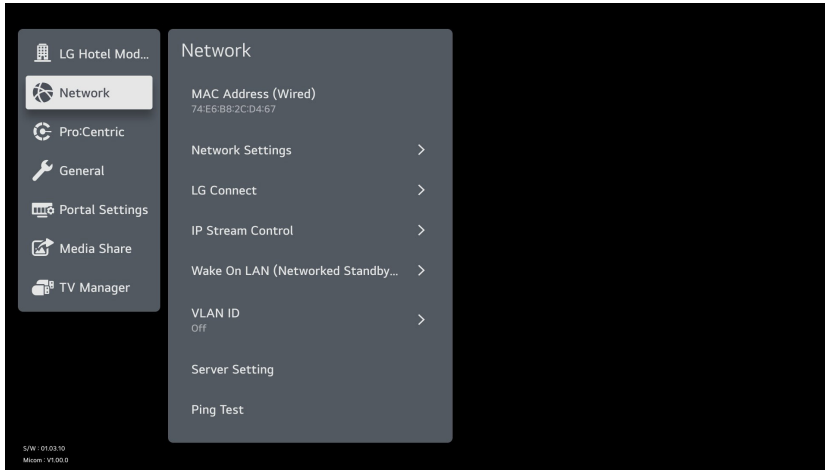 LG Hotel Mod...
Network
Pro:Centric
General
Portal Settings
Media Share
TV Manager
Network
MAC Address (Wired)
74:E6:B8:2C:D4:67
Network Settings
LG Connect
IP Stream Control
Wake On LAN (Networked Standby...
VLAN ID
Off
Server Setting
Ping Test
S/W : 01.03.10
Micom : V1.00.0